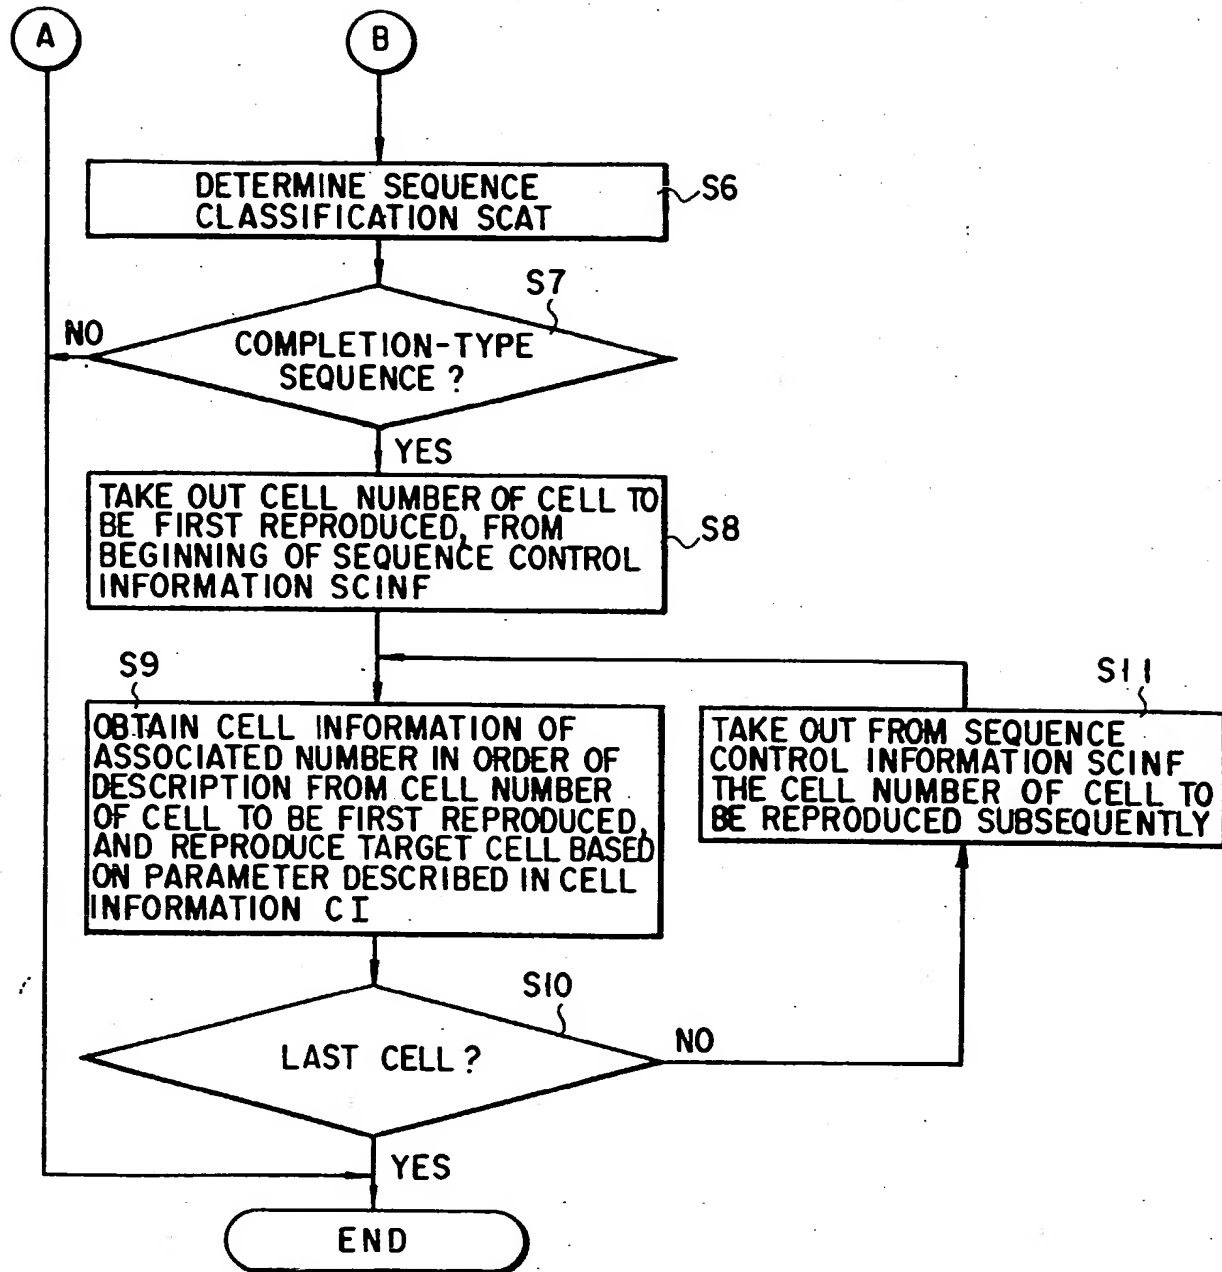 A
B
DETERMINE SEQUENCE
CLASSIFICATION SCAT
S6
S7
NO
COMPLETION-TYPE
SEQUENCE?
YES
TAKE OUT CELL NUMBER OF CELL TO
BE FIRST REPRODUCED, FROM
BEGINNING OF SEQUENCE CONTROL
INFORMATION SCINF
S8
S9
OBTAIN CELL INFORMATION OF
ASSOCIATED NUMBER IN ORDER OF
DESCRIPTION FROM CELL NUMBER
OF CELL TO BE FIRST REPRODUCED,
AND REPRODUCE TARGET CELL BASED
ON PARAMETER DESCRIBED IN CELL
INFORMATION CI
S11
TAKE OUT FROM SEQUENCE
CONTROL INFORMATION SCINF
THE CELL NUMBER OF CELL TO
BE REPRODUCED SUBSEQUENTLY
S10
LAST CELL?
NO
YES
END